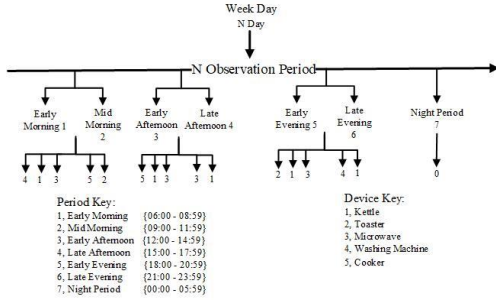 Week Day
N Day
N Observation Period
Early
Morning 1
Mid
Morning
2
Early
Afternoon
3
Late
Afternoon 4
Early
Evening 5
Late
Evening
6
Night Period
7
4 1 3 5 2
5 1 3 3 1
2 1 3 4 1
0
Period Key:
1, Early Morning {06:00 - 08:59}
2, Mid Morning {09:00 - 11:59}
3, Early Afternoon {12:00 - 14:59}
4, Late Afternoon {15:00 - 17:59}
5, Early Evening {18:00 - 20:59}
6, Late Evening {21:00 - 23:59}
7, Night Period {00:00 - 05:59}
Device Key:
1, Kettle
2, Toaster
3, Microwave
4, Washing Machine
5, Cooker